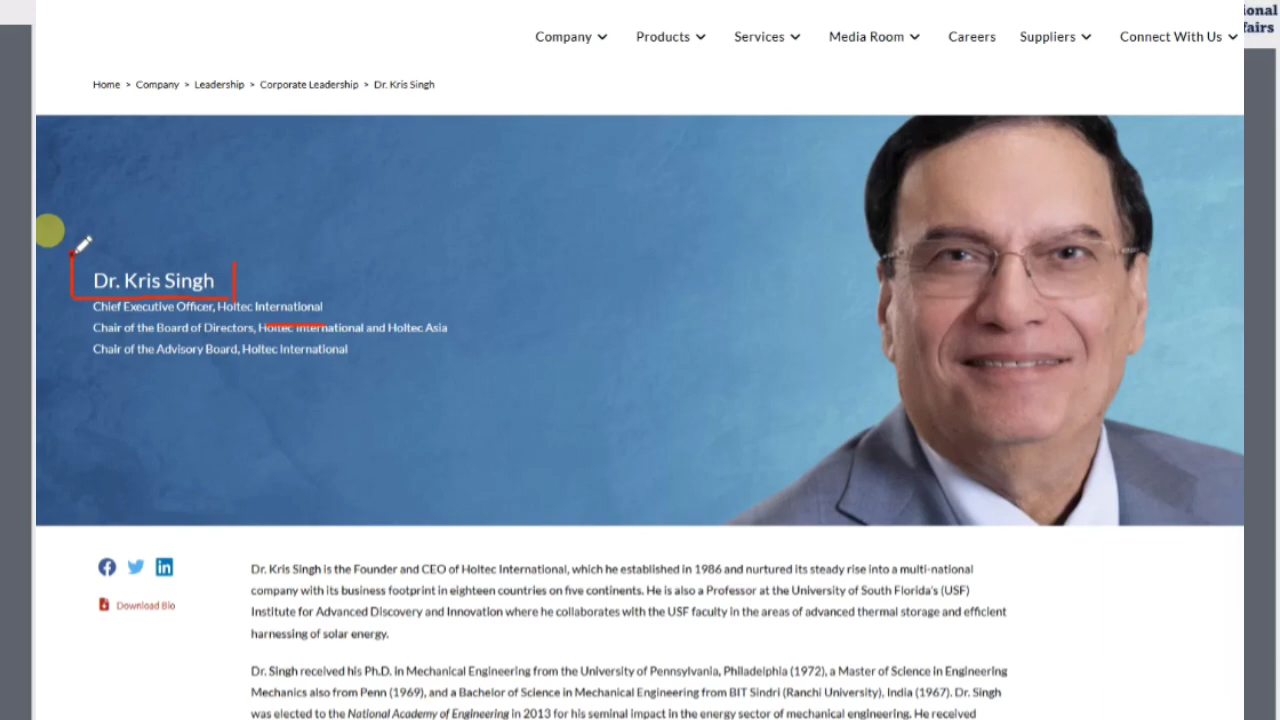 ional
fairs
Company Products Services Media Room Careers Suppliers Connect With Us
Home > Company > Leadership > Corporate Leadership > Dr. Kris Singh
Dr. Kris Singh
Chief Executive Officer, Holtec International
Chair of the Board of Directors, Holtec International and Holtec Asia
Chair of the Advisory Board, Holtec International
Download Bio
Dr. Kris Singh is the Founder and CEO of Holtec International, which he established in 1986 and nurtured its steady rise into a multi-national
company with its business footprint in eighteen countries on five continents. He is also a Professor at the University of South Florida's (USF)
Institute for Advanced Discovery and Innovation where he collaborates with the USF faculty in the areas of advanced thermal storage and efficient
harnessing of solar energy.
Dr. Singh received his Ph.D. in Mechanical Engineering from the University of Pennsylvania, Philadelphia (1972), a Master of Science in Engineering
Mechanics also from Penn (1969), and a Bachelor of Science in Mechanical Engineering from BIT Sindri (Ranchi University), India (1967). Dr. Singh
was elected to the National Academy of Engineering in 2013 for his seminal impact in the energy sector of mechanical engineering. He received